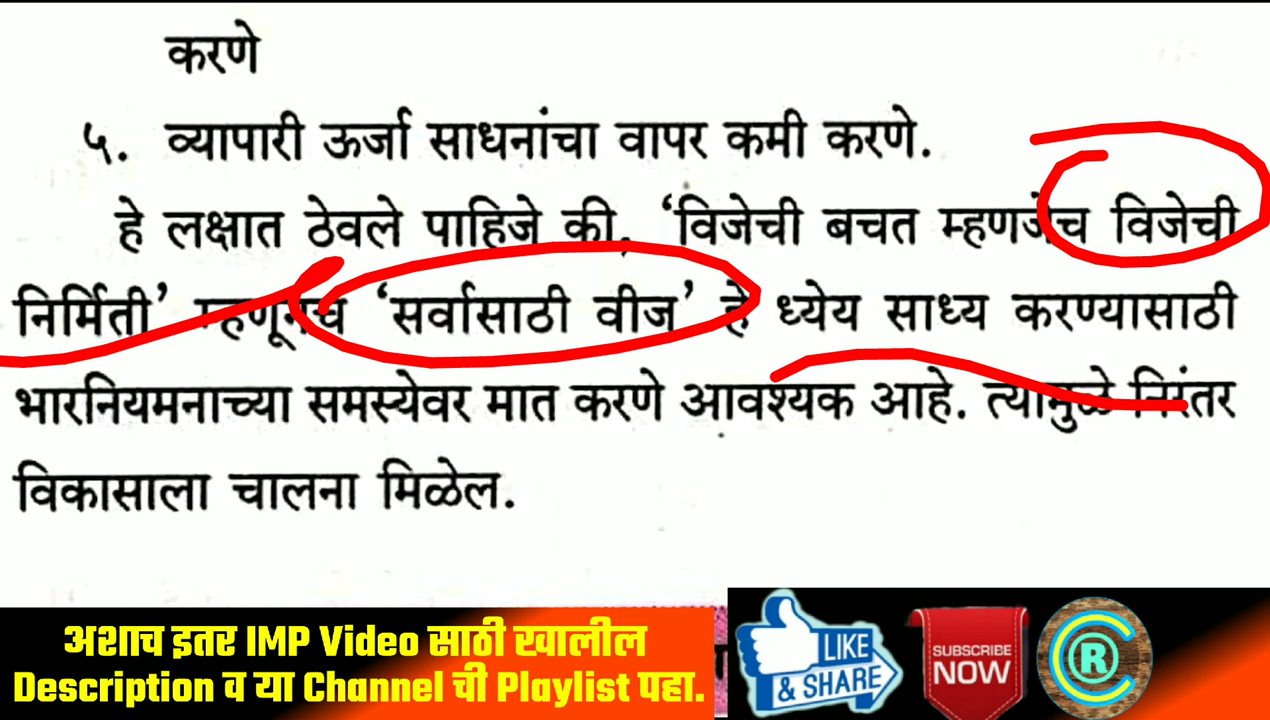 करणे
५. व्यापारी ऊर्जा साधनांचा वापर कमी करणे.
हे लक्षात ठेवले पाहिजे की, ‘विजेची बचत म्हणजेच विजेची
निर्मिती’ म्हणूनच ‘सर्वासाठी वीज’ हे ध्येय साध्य करण्यासाठी
भारनियमनाच्या समस्येवर मात करणे आवश्यक आहे. त्यामुळे निरंतर
विकासाला चालना मिळेल.
अशाच इतर IMP Video साठी खालील
Description व या Channel ची Playlist पहा.
LIKE
& SHARE
SUBSCRIBE
NOW
R